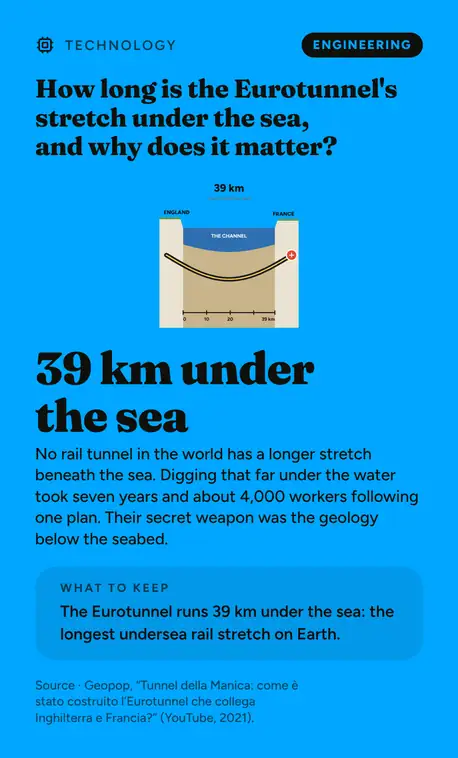 TECHNOLOGY
ENGINEERING
How long is the Eurotunnel's
stretch under the sea,
and why does it matter?
39 km
ENGLAND
FRANCE
THE CHANNEL
0 10 20 39 km
39 km under
the sea
No rail tunnel in the world has a longer stretch
beneath the sea. Digging that far under the water
took seven years and about 4,000 workers following
one plan. Their secret weapon was the geology
below the seabed.
WHAT TO KEEP
The Eurotunnel runs 39 km under the sea: the
longest undersea rail stretch on Earth.
Source · Geopop, “Tunnel della Manica: come è
stato costruito l’Eurotunnel che collega
Inghilterra e Francia?” (YouTube, 2021).